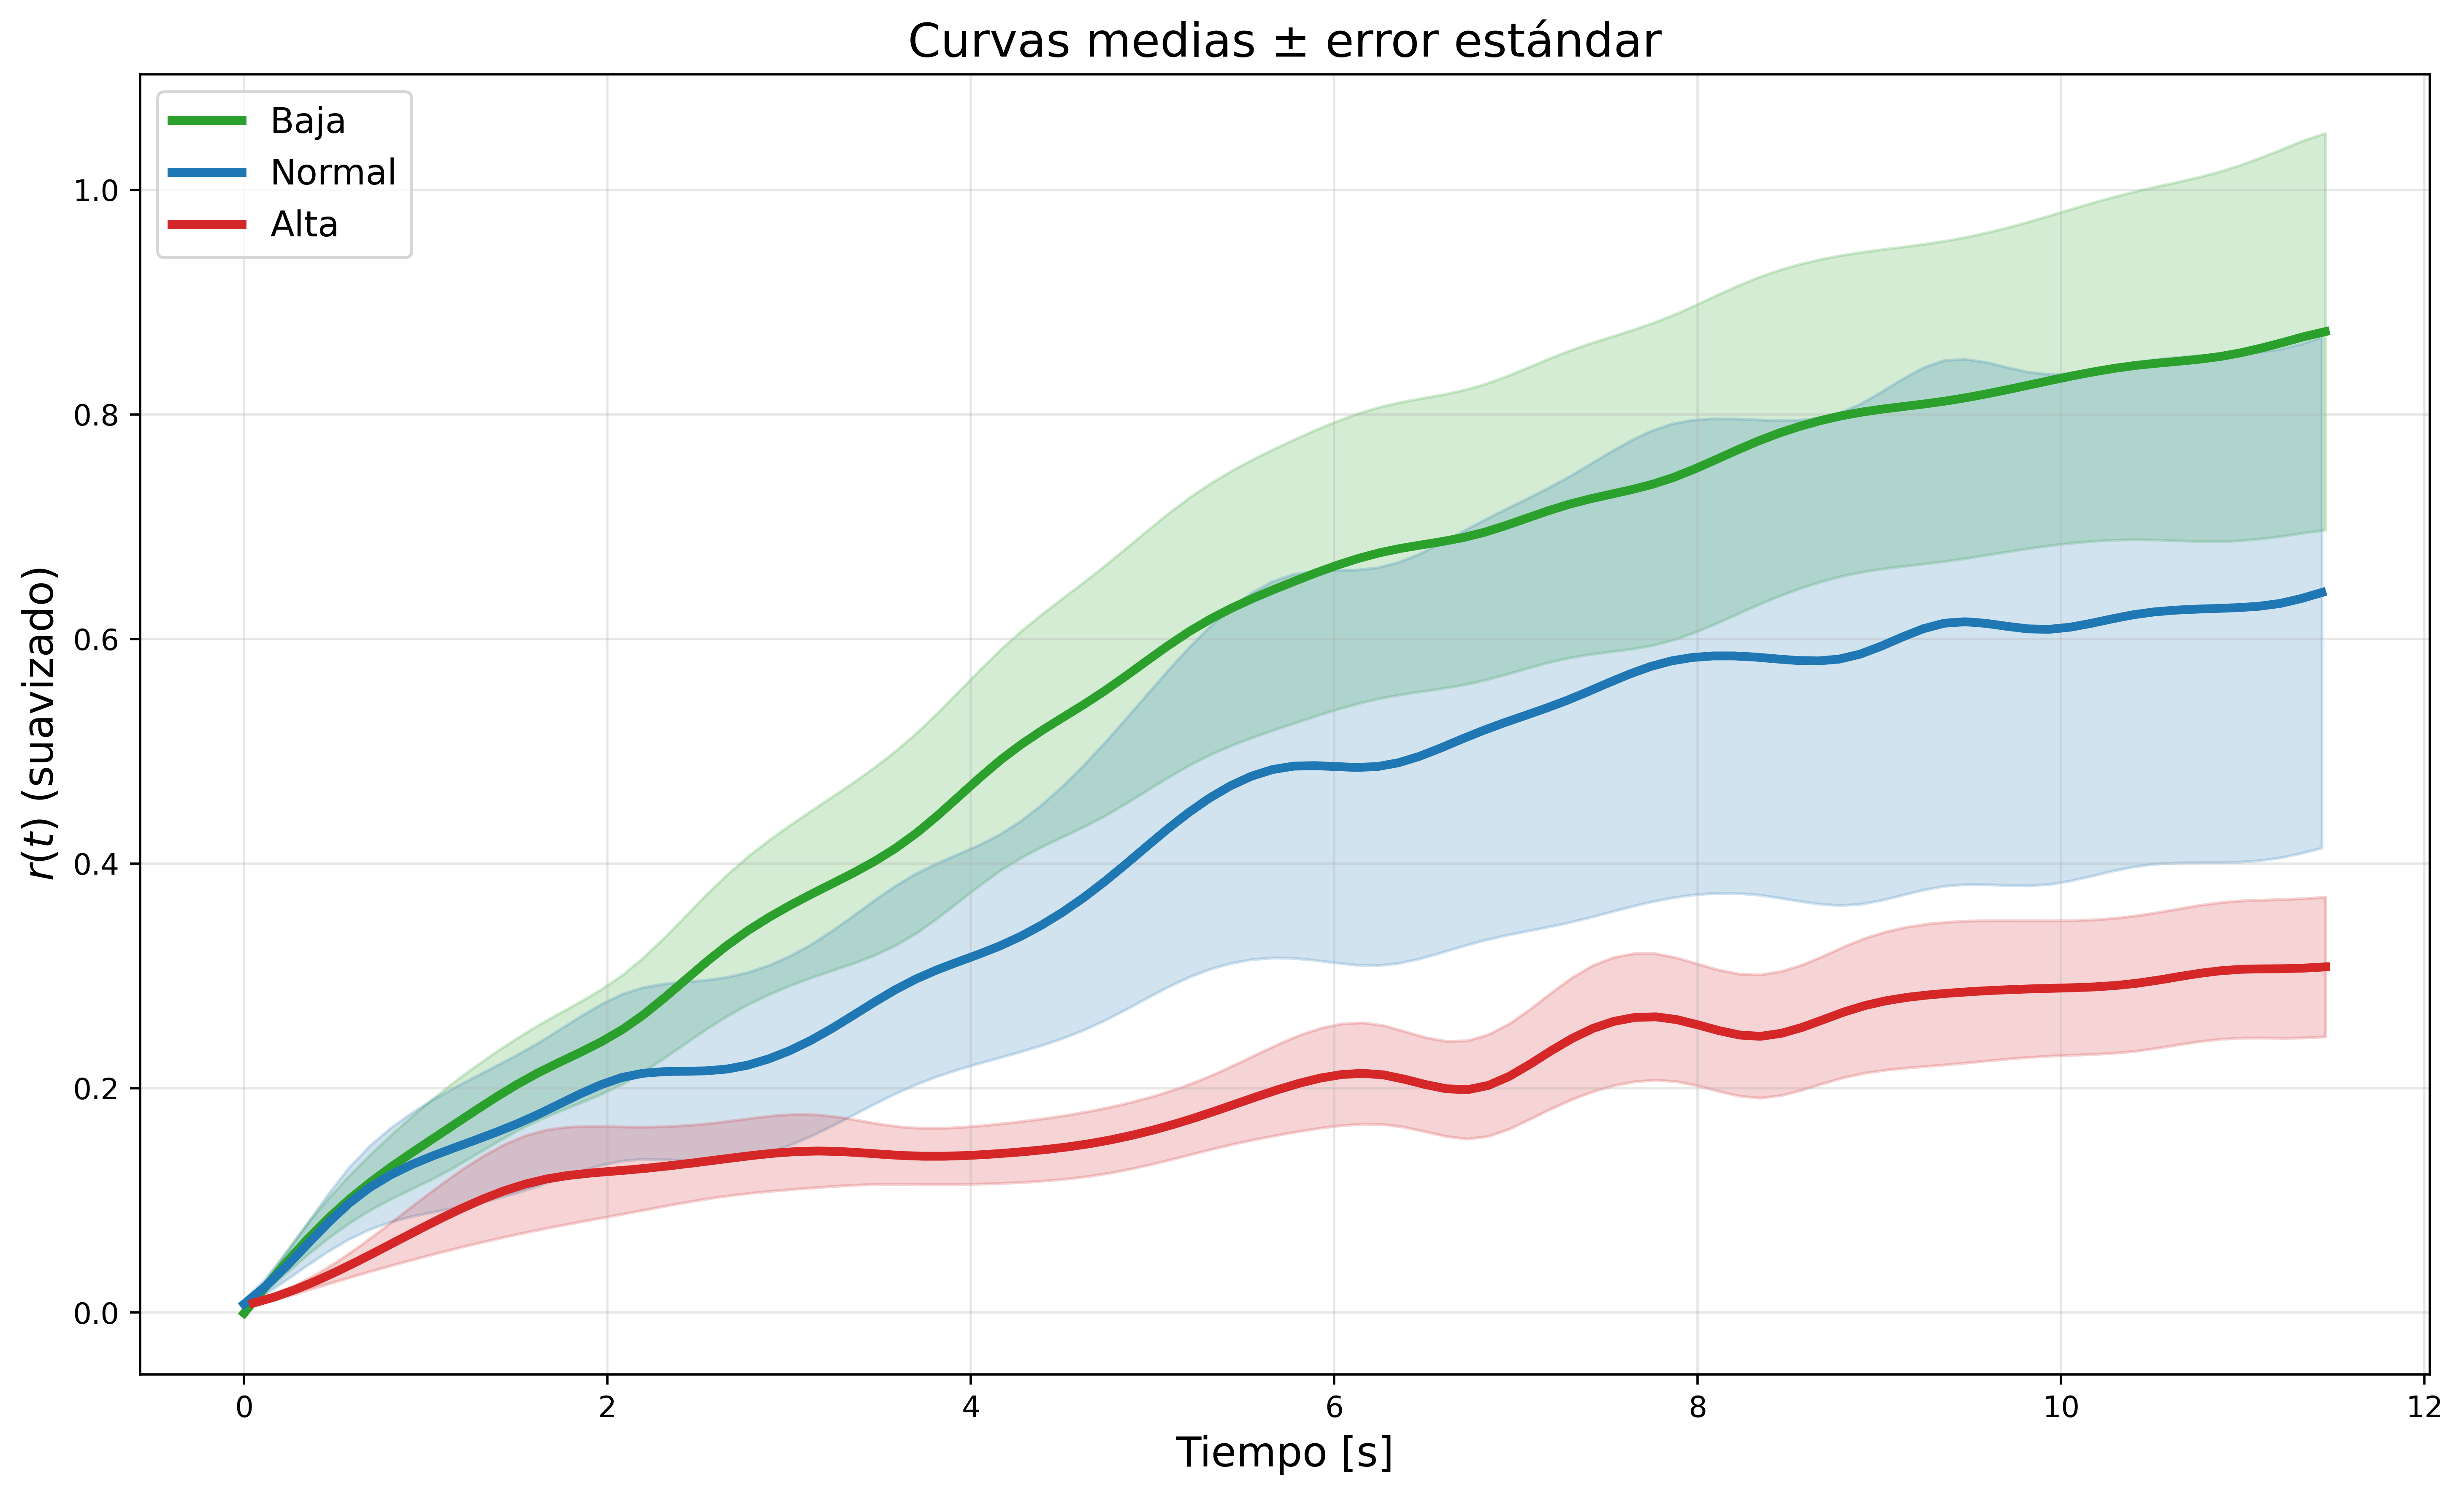 Curvas medias ± error estándar
Baja
Normal
Alta
1.0
0.8
0.6
0.4
0.2
0.0
r(t) (suavizado)
0 2 4 6 8 10 12
Tiempo [s]